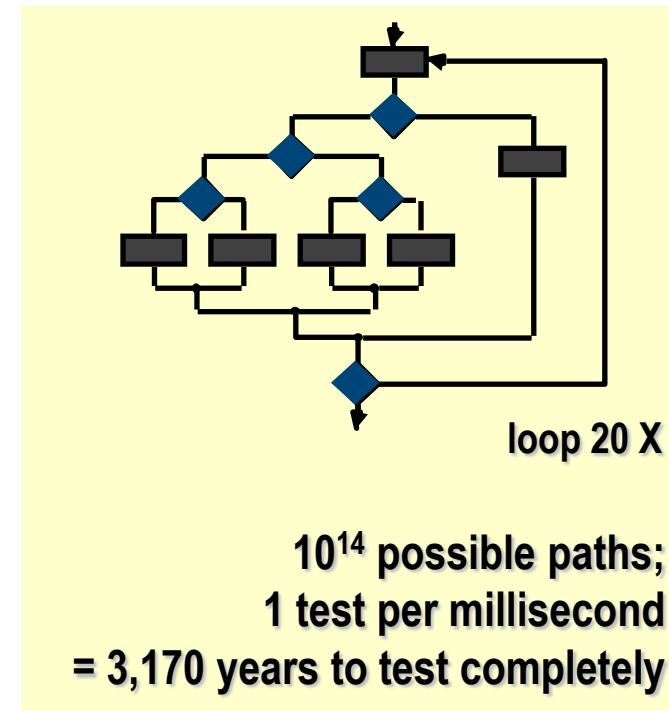 loop 20 X
10¹⁴ possible paths;
1 test per millisecond
= 3,170 years to test completely